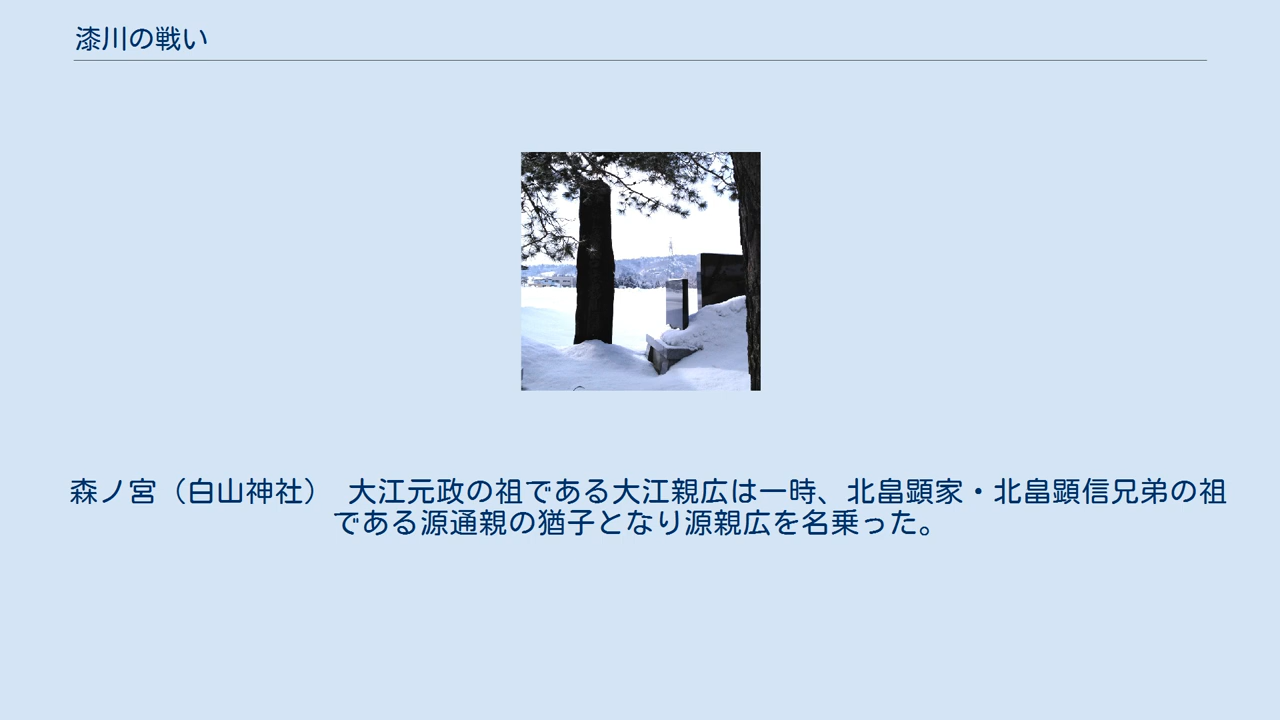 漆川の戦い
森ノ宮（白山神社）　大江元政の祖である大江親広は一時、北畠顕家・北畠顕信兄弟の祖
である源通親の猶子となり源親広を名乗った。